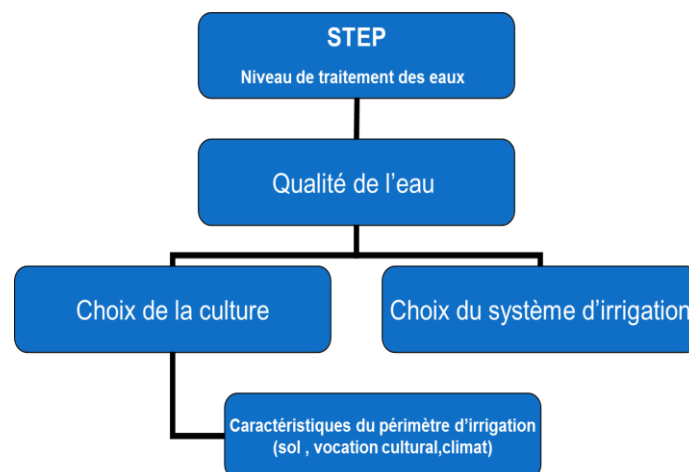 STEP
Niveau de traitement des eaux
Qualité de l'eau
Choix de la culture
Choix du système d'irrigation
Caractéristiques du périmètre d'irrigation
(sol , vocation cultural,climat)